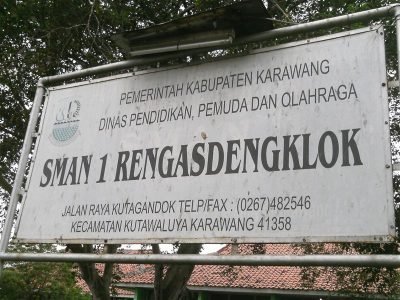 PEMERINTAH KABUPATEN KARAWANG
DINAS PENDIDIKAN, PEMUDA DAN OLAHRAGA
SMAN 1 RENGASDENGKLOK
JALAN RAYA KUTAGANDOK TELP/FAX : (0267)482546
KECAMATAN KUTAWALUYA KARAWANG 41358